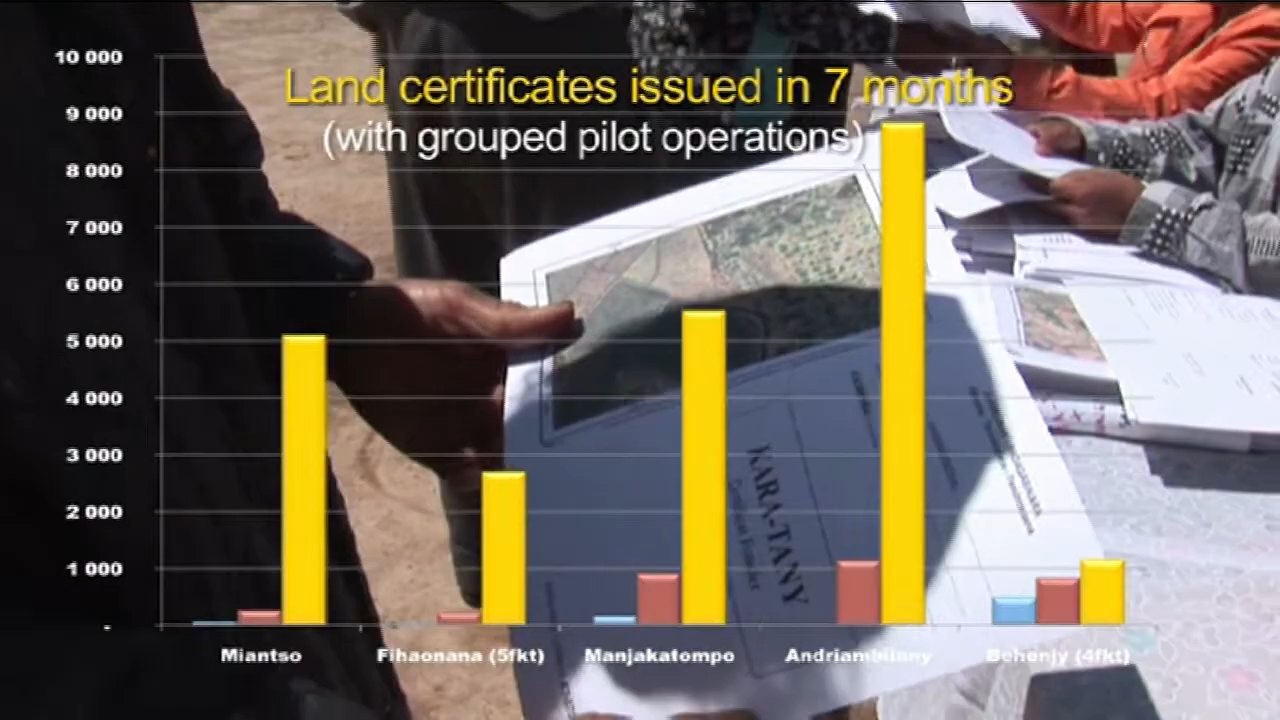 Land certificates issued in 7 months
(with grouped pilot operations)
10 000
9 000
8 000
7 000
6 000
5 000
4 000
3 000
2 000
1 000
-
Miantso
Fihaonana (5fkt)
Manjakatompo
Behenjy (4fkt)
KARA-TANY